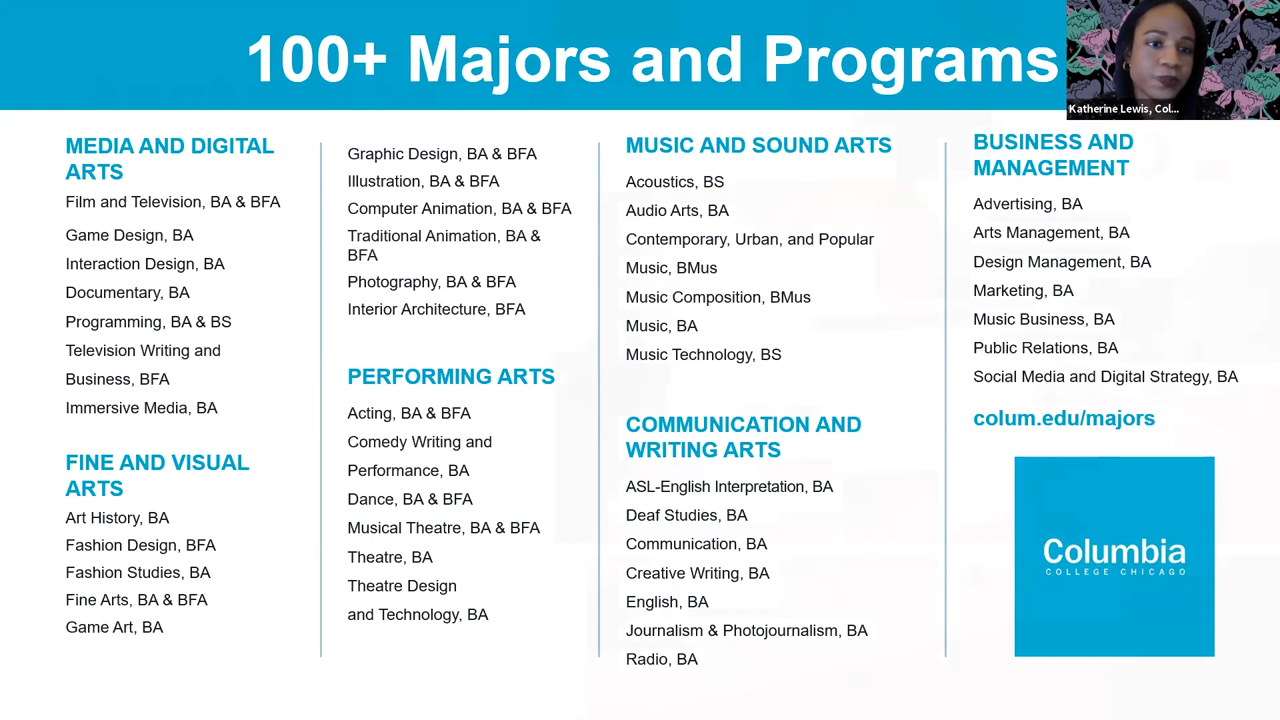 100+ Majors and Programs
Katherine Lewis, Col...
MEDIA AND DIGITAL
ARTS
Film and Television, BA & BFA
Game Design, BA
Interaction Design, BA
Documentary, BA
Programming, BA & BS
Television Writing and
Business, BFA
Immersive Media, BA
FINE AND VISUAL
ARTS
Art History, BA
Fashion Design, BFA
Fashion Studies, BA
Fine Arts, BA & BFA
Game Art, BA
Graphic Design, BA & BFA
Illustration, BA & BFA
Computer Animation, BA & BFA
Traditional Animation, BA &
BFA
Photography, BA & BFA
Interior Architecture, BFA
PERFORMING ARTS
Acting, BA & BFA
Comedy Writing and
Performance, BA
Dance, BA & BFA
Musical Theatre, BA & BFA
Theatre, BA
Theatre Design
and Technology, BA
MUSIC AND SOUND ARTS
Acoustics, BS
Audio Arts, BA
Contemporary, Urban, and Popular
Music, BMus
Music Composition, BMus
Music, BA
Music Technology, BS
COMMUNICATION AND
WRITING ARTS
ASL-English Interpretation, BA
Deaf Studies, BA
Communication, BA
Creative Writing, BA
English, BA
Journalism & Photojournalism, BA
Radio, BA
BUSINESS AND
MANAGEMENT
Advertising, BA
Arts Management, BA
Design Management, BA
Marketing, BA
Music Business, BA
Public Relations, BA
Social Media and Digital Strategy, BA
colum.edu/majors
Columbia
COLLEGE CHICAGO